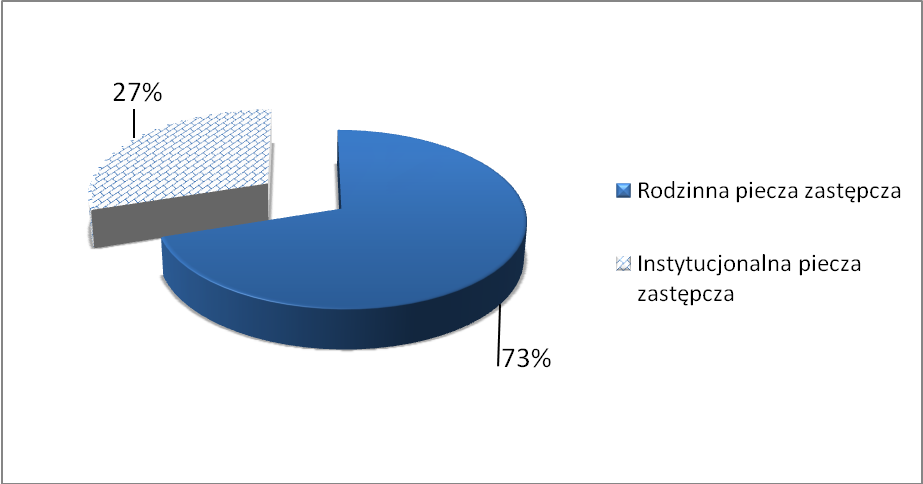 27%
73%
Rodzinna piecza zastępcza
Instytucjonalna piecza
zastępcza